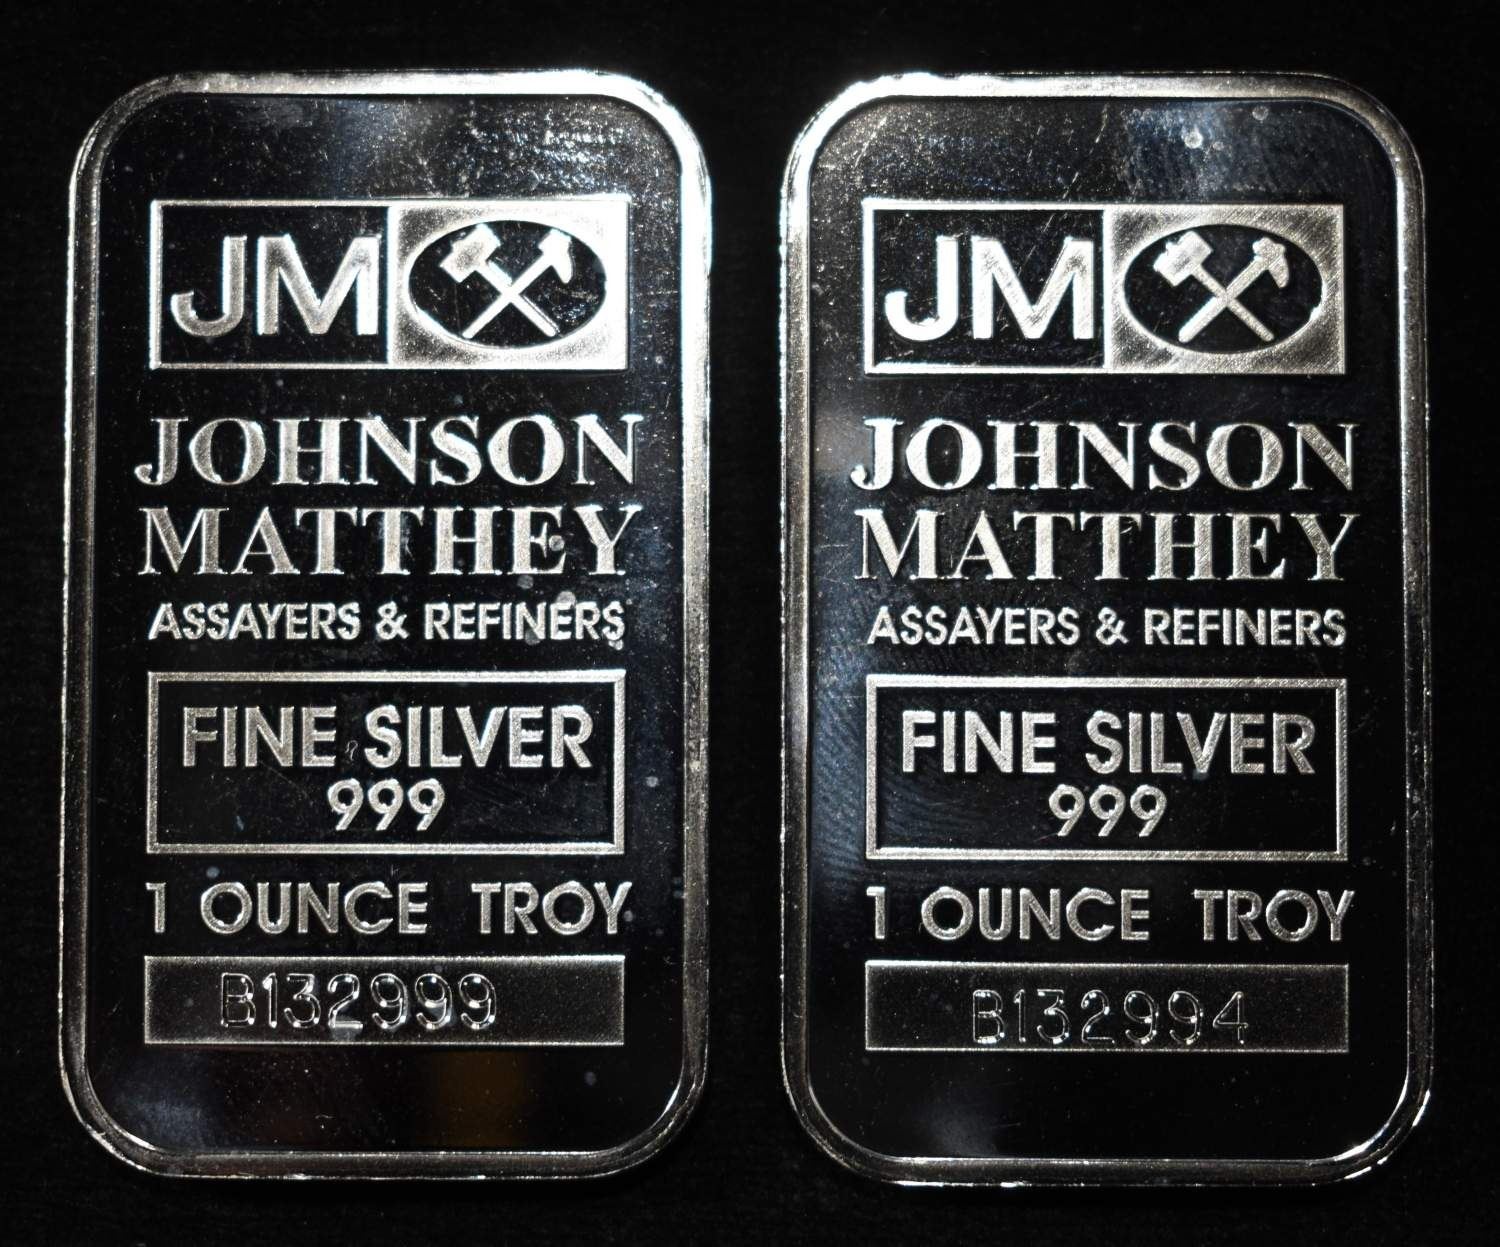 JM
JOHNSON
MATTHEY
ASSAYERS & REFINERS
FINE SILVER
999
1 OUNCE TROY
B132999
JM
JOHNSON
MATTHEY
ASSAYERS & REFINERS
FINE SILVER
999
1 OUNCE TROY
B132994